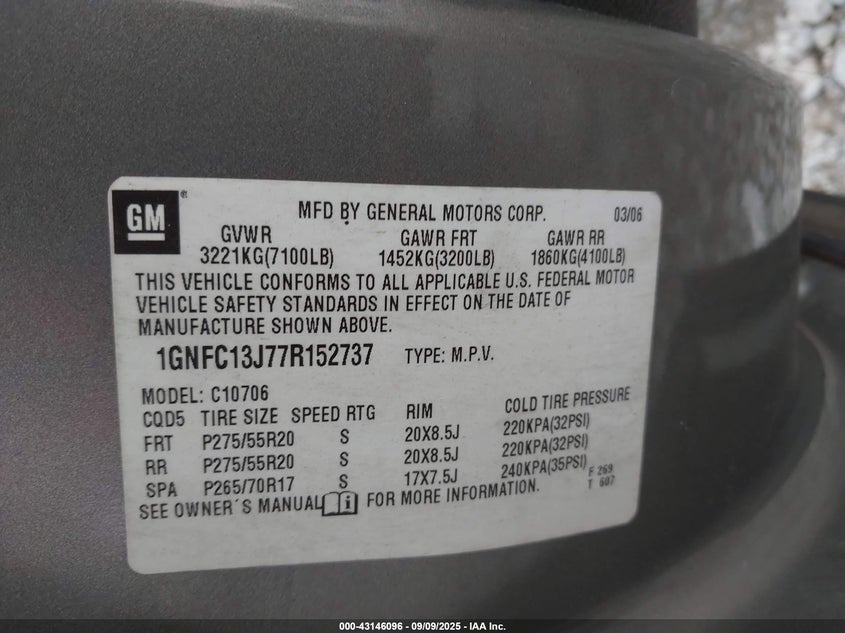 GM ®
MFD BY GENERAL MOTORS CORP. 03/06
GVWR GAWR FRT GAWR RR
3221KG(7100LB) 1452KG(3200LB) 1860KG(4100LB)
THIS VEHICLE CONFORMS TO ALL APPLICABLE U.S. FEDERAL MOTOR
VEHICLE SAFETY STANDARDS IN EFFECT ON THE DATE OF
MANUFACTURE SHOWN ABOVE.
1GNFC13J77R152737 TYPE: M.P.V.
MODEL: C10706
CQD5 TIRE SIZE SPEED RTG RIM COLD TIRE PRESSURE
FRT P275/55R20 S 20X8.5J 220KPA(32PSI)
RR P275/55R20 S 20X8.5J 220KPA(32PSI)
SPA P265/70R17 S 17X7.5J 240KPA(35PSI) F 269
SEE OWNER'S MANUAL i FOR MORE INFORMATION. T 607
000-43146096 - 09/09/2025 - IAA Inc.